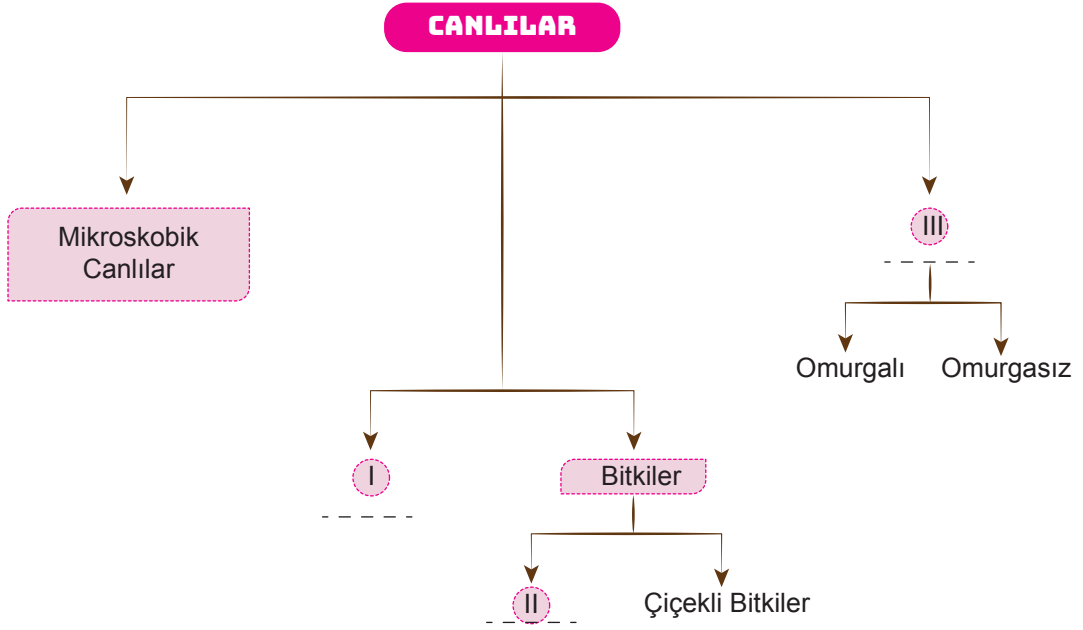 CANLILAR
Mikroskobik
Canlılar
III
Omurgalı
Omurgasız
I
Bitkiler
II
Çiçekli Bitkiler